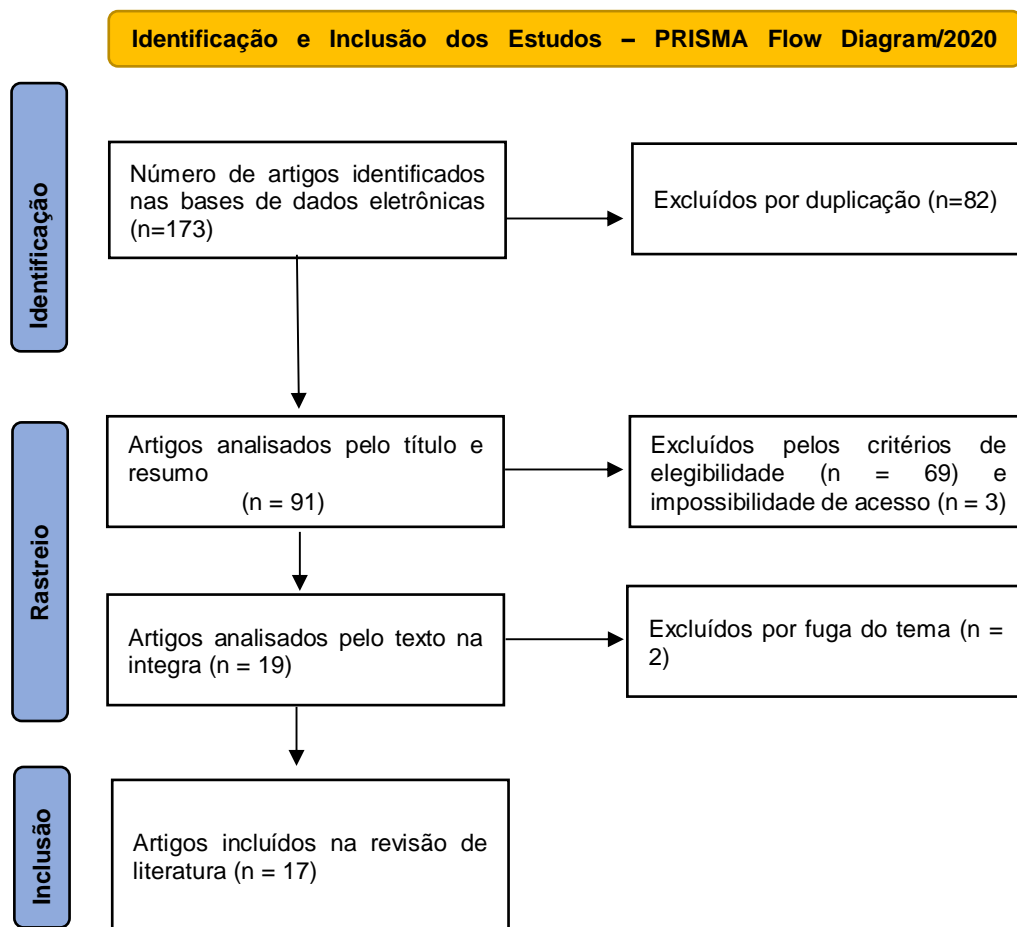 Identificação e Inclusão dos Estudos – PRISMA Flow Diagram/2020
Identificação
Número de artigos identificados
nas bases de dados eletrônicas
(n=173)
Excluídos por duplicação (n=82)
Rastreio
Artigos analisados pelo título e
resumo
(n = 91)
Excluídos pelos critérios de
elegibilidade (n = 69) e
impossibilidade de acesso (n = 3)
Artigos analisados pelo texto na
integra (n = 19)
Excluídos por fuga do tema (n =
2)
Inclusão
Artigos incluídos na revisão de
literatura (n = 17)